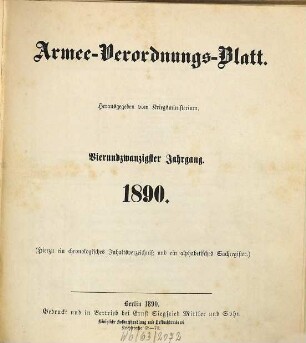 Armee-Verordnungs-Blatt.
Herausgegeben vom Kriegsministerium.
Vierundzwanzigster Jahrgang.
1890.
(Hierzu ein chronologisches Inhaltsverzeichniß und ein alphabetisches Sachregister.)
Berlin 1890.
Gedruckt und in Vertrieb bei Ernst Siegfried Mittler und Sohn
Königliche Hofbuchhandlung und Hofbuchdruckerei
Kochstraße